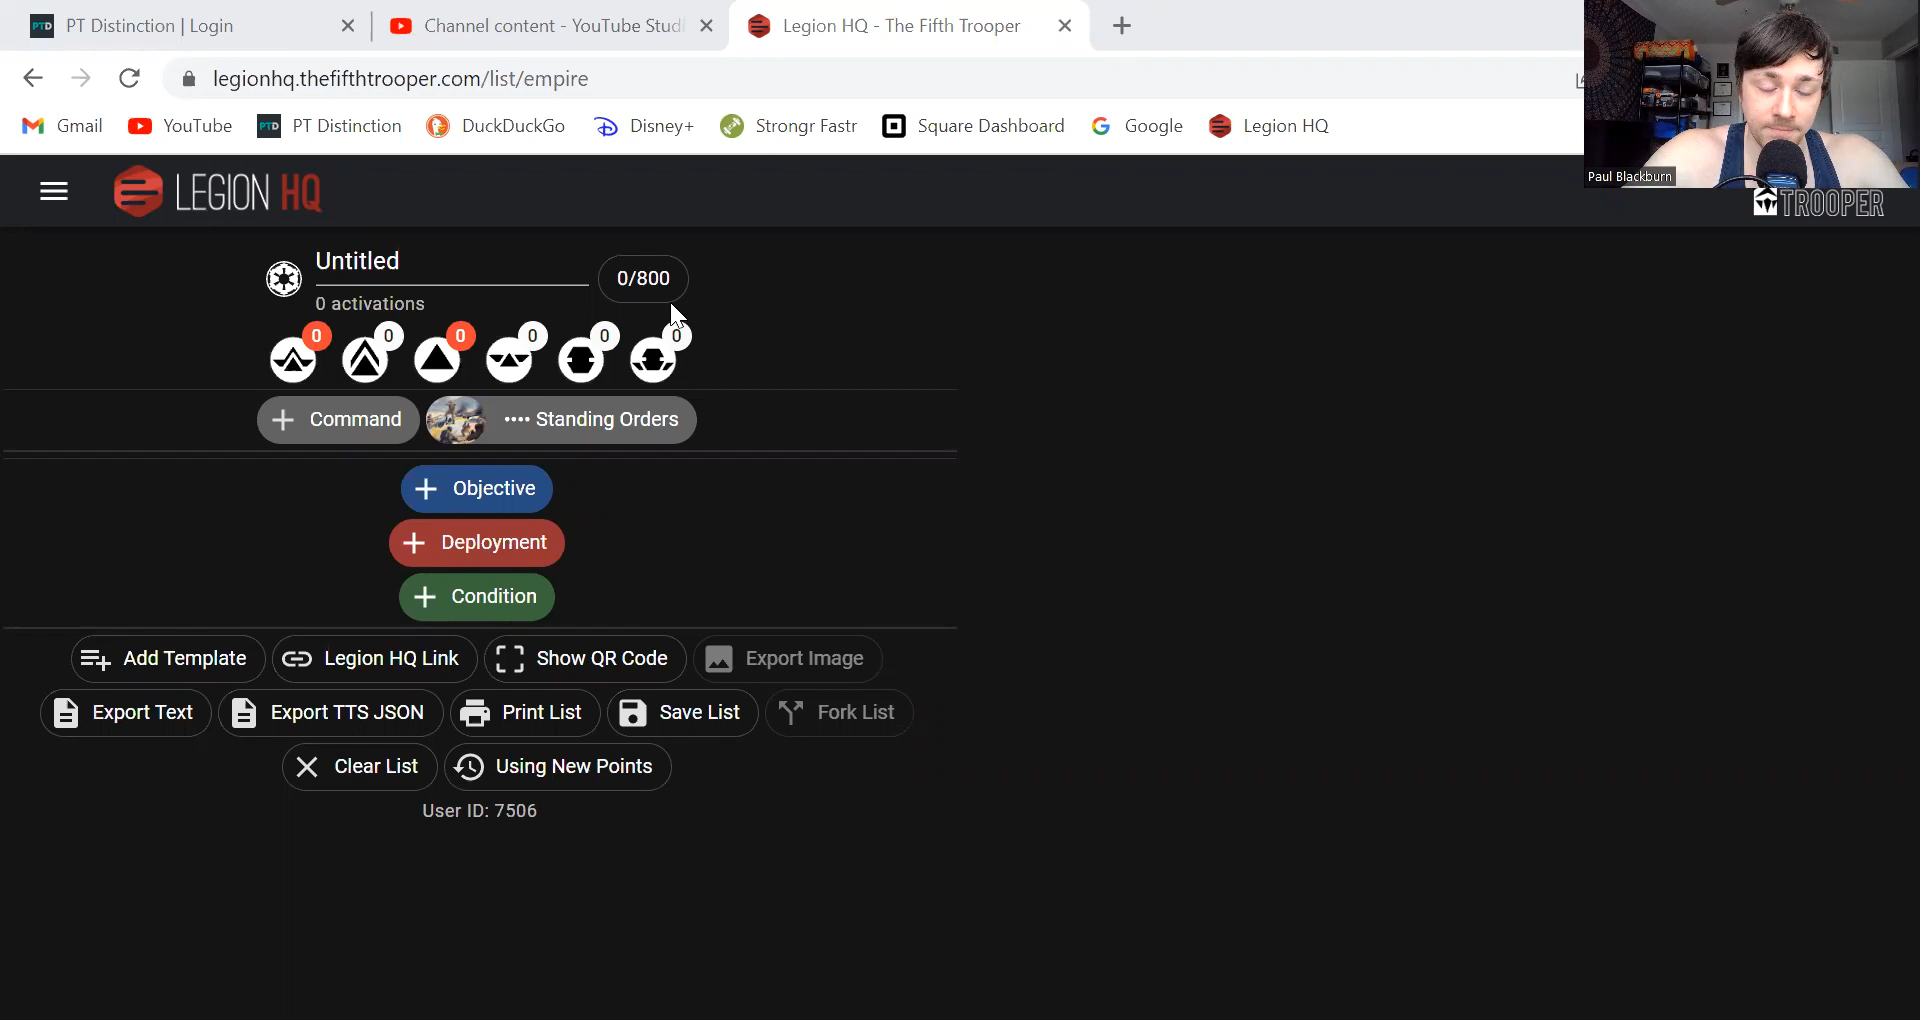 PTD PT Distinction | Login
Channel content - YouTube Studi
Legion HQ - The Fifth Trooper
legionhq.thefifthtrooper.com/list/empire
Gmail
YouTube
PTD PT Distinction
DuckDuckGo
Disney+
Strongr Fastr
Square Dashboard
Google
Legion HQ
Paul Blackburn
LEGION HQ
TROOPER
Untitled
0/800
0 activations
0 0 0 0 0 0
Command
•••• Standing Orders
Objective
Deployment
Condition
Add Template
Legion HQ Link
Show QR Code
Export Image
Export Text
Export TTS JSON
Print List
Save List
Fork List
Clear List
Using New Points
User ID: 7506